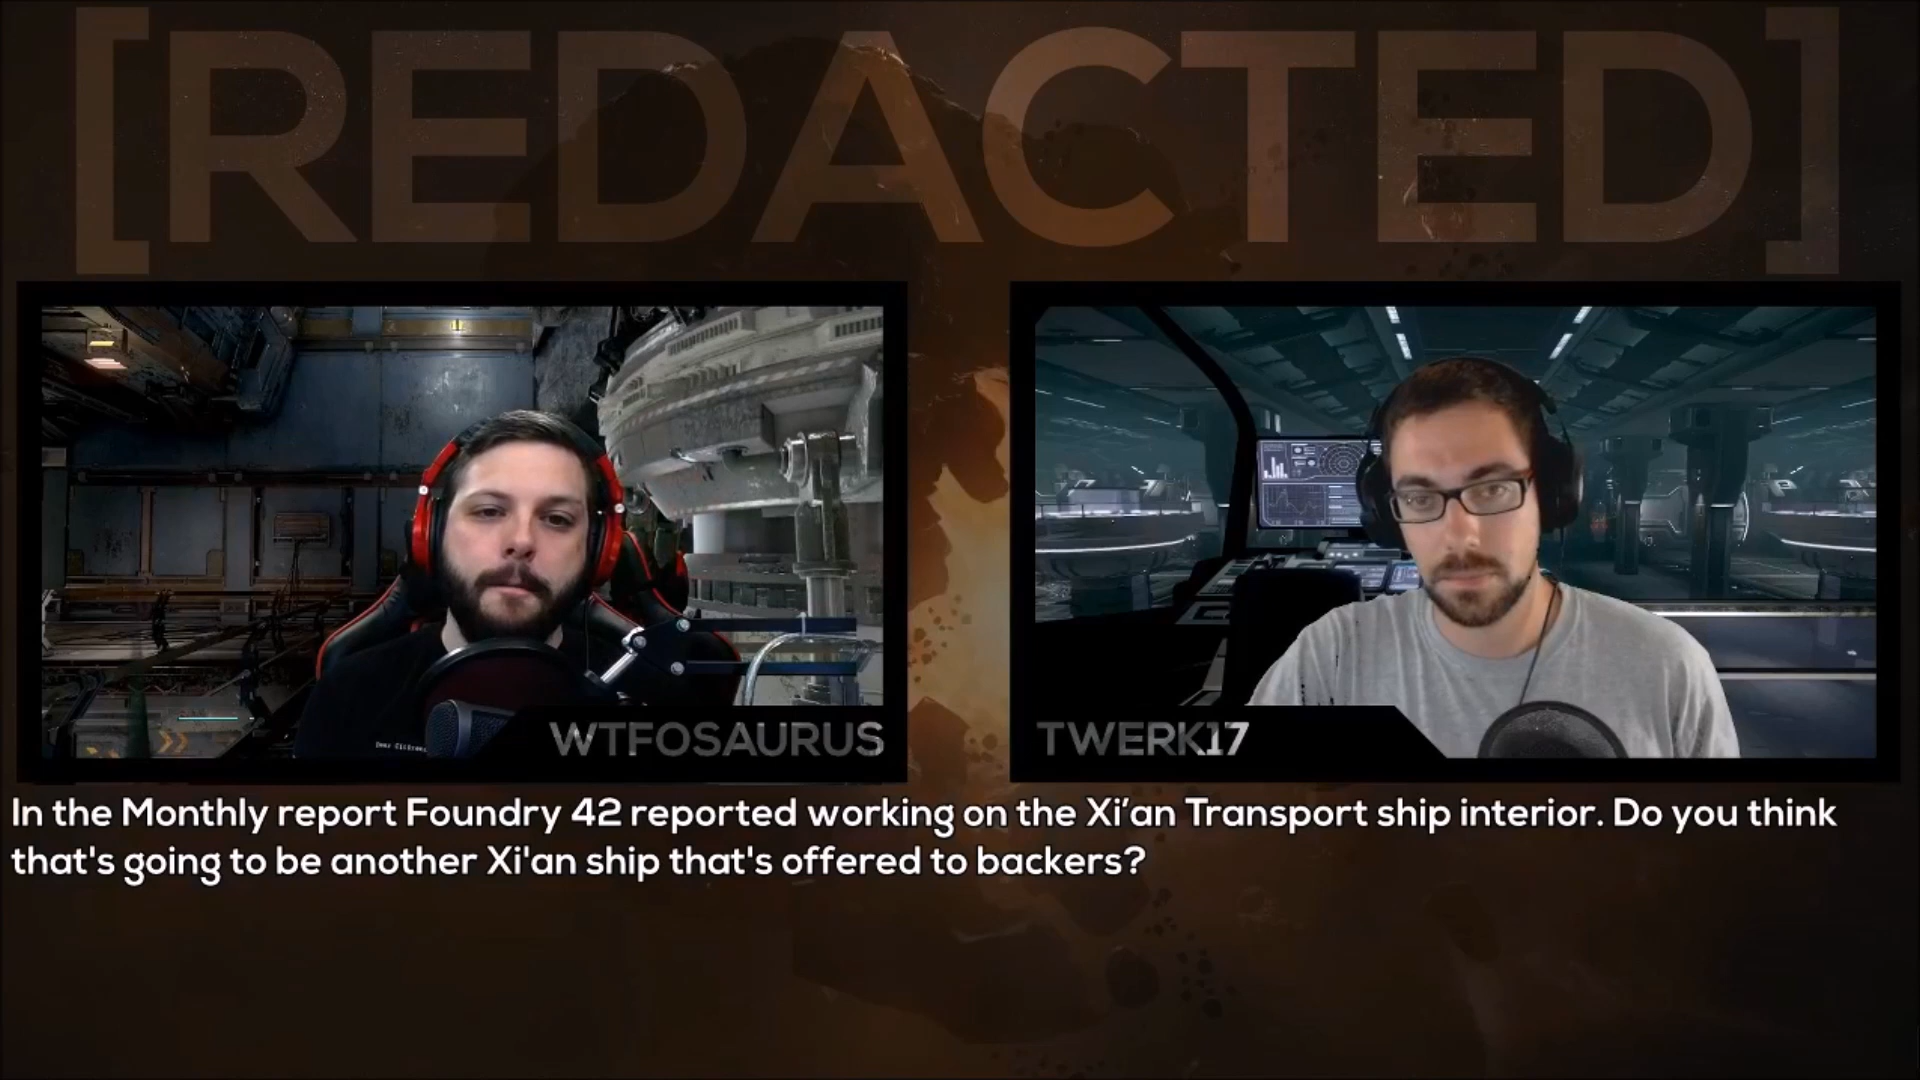 [REDACTED]
WTFOSAURUS
TWERK17
In the Monthly report Foundry 42 reported working on the Xi’an Transport ship interior. Do you think
that's going to be another Xi'an ship that's offered to backers?